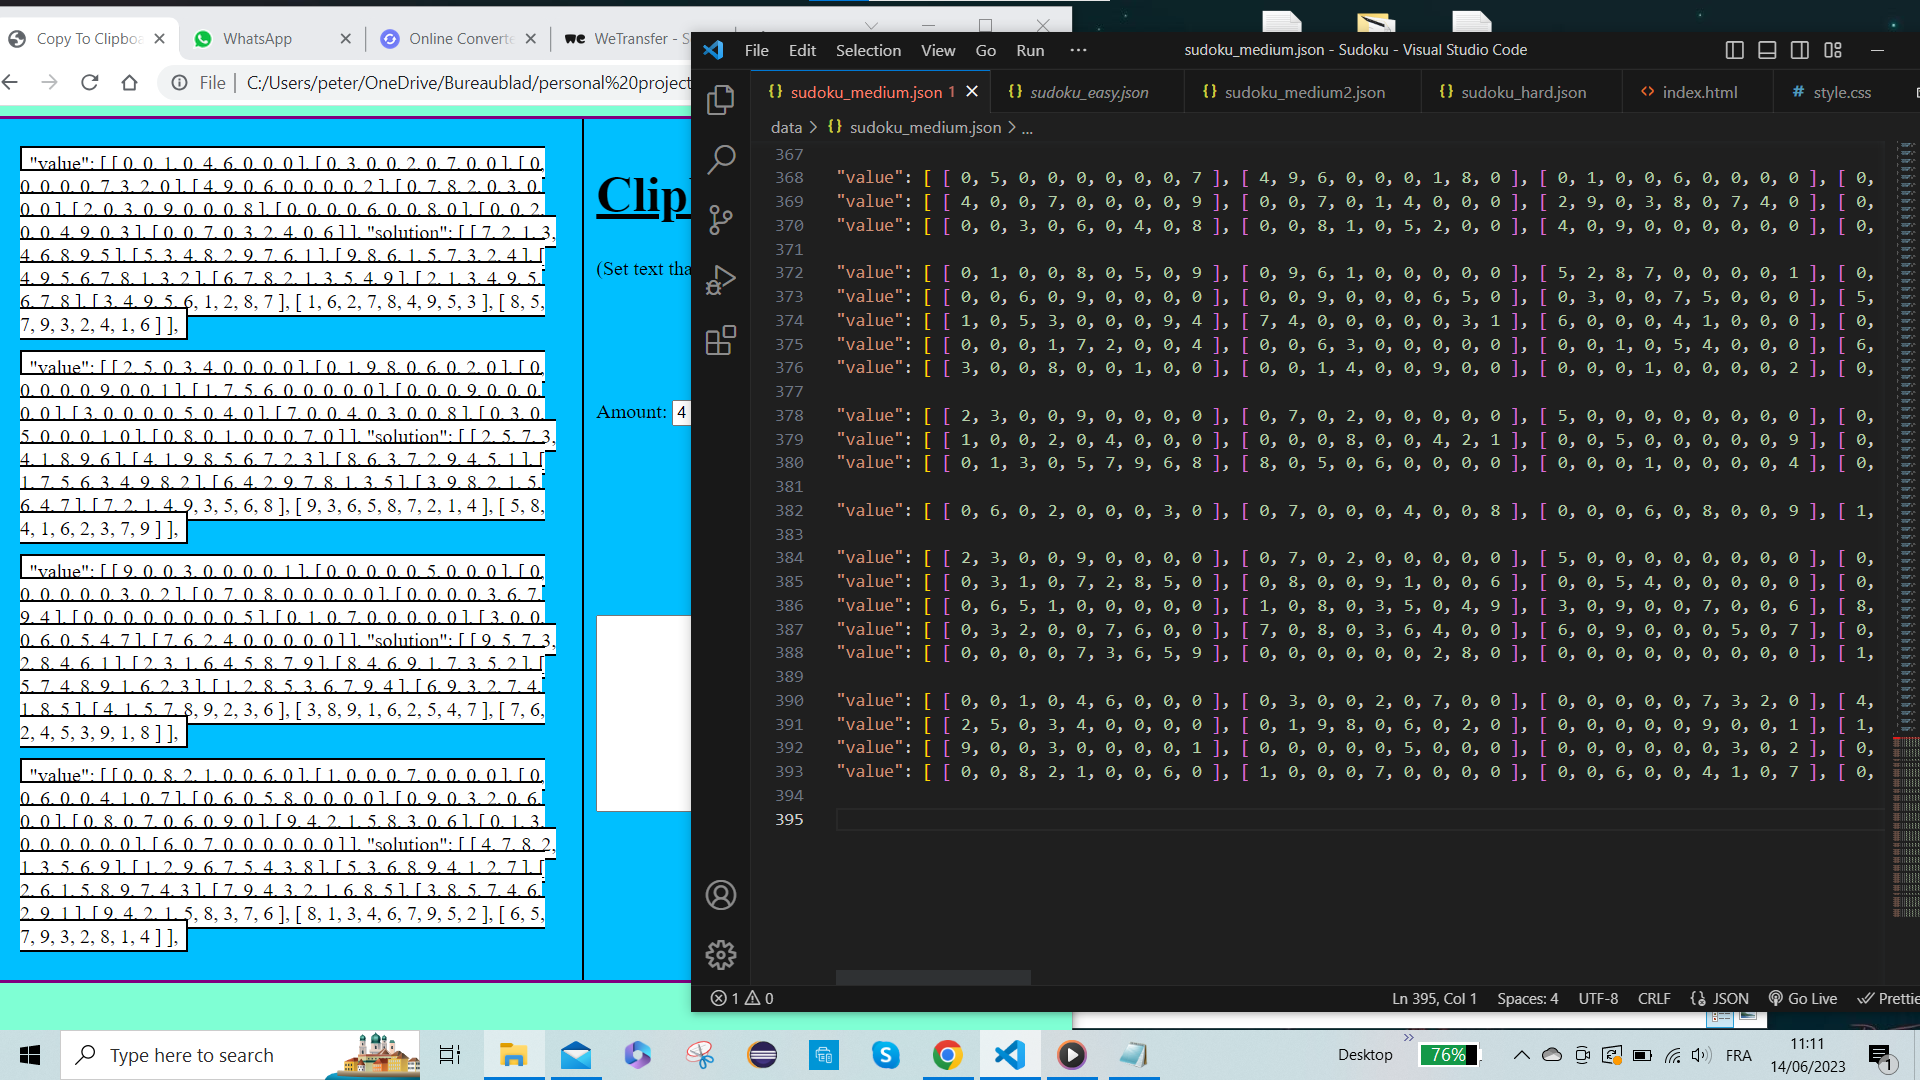 Copy To Clipboa
WhatsApp
Online Converte
WeTransfer - S
File
C:/Users/peter/OneDrive/Bureaublad/personal%20project
"value": [ [ 0, 0, 1, 0, 4, 6, 0, 0, 0 ], [ 0, 3, 0, 0, 2, 0, 7, 0, 0 ], [ 0,
0, 0, 0, 0, 7, 3, 2, 0 ], [ 4, 9, 0, 6, 0, 0, 0, 0, 2 ], [ 0, 7, 8, 2, 0, 3, 0,
0, 0 ], [ 2, 0, 3, 0, 9, 0, 0, 0, 8 ], [ 0, 0, 0, 0, 6, 0, 0, 8, 0 ], [ 0, 0, 2,
0, 0, 4, 9, 0, 3 ], [ 0, 0, 7, 0, 3, 2, 4, 0, 6 ] ], "solution": [ [ 7, 2, 1, 3,
4, 6, 8, 9, 5 ], [ 5, 3, 4, 8, 2, 9, 7, 6, 1 ], [ 9, 8, 6, 1, 5, 7, 3, 2, 4 ], [
4, 9, 5, 6, 7, 8, 1, 3, 2 ], [ 6, 7, 8, 2, 1, 3, 5, 4, 9 ], [ 2, 1, 3, 4, 9, 5,
6, 7, 8 ], [ 3, 4, 9, 5, 6, 1, 2, 8, 7 ], [ 1, 6, 2, 7, 8, 4, 9, 5, 3 ], [ 8, 5,
7, 9, 3, 2, 4, 1, 6 ] ],
"value": [ [ 2, 5, 0, 3, 4, 0, 0, 0, 0 ], [ 0, 1, 9, 8, 0, 6, 0, 2, 0 ], [ 0,
0, 0, 0, 0, 9, 0, 0, 1 ], [ 1, 7, 5, 6, 0, 0, 0, 0, 0 ], [ 0, 0, 0, 9, 0, 0, 0,
0, 0 ], [ 3, 0, 0, 0, 0, 5, 0, 4, 0 ], [ 7, 0, 0, 4, 0, 3, 0, 0, 8 ], [ 0, 3, 0,
5, 0, 0, 0, 1, 0 ], [ 0, 8, 0, 1, 0, 0, 0, 7, 0 ] ], "solution": [ [ 2, 5, 7, 3,
4, 1, 8, 9, 6 ], [ 4, 1, 9, 8, 5, 6, 7, 2, 3 ], [ 8, 6, 3, 7, 2, 9, 4, 5, 1 ], [
1, 7, 5, 6, 3, 4, 9, 8, 2 ], [ 6, 4, 2, 9, 7, 8, 1, 3, 5 ], [ 3, 9, 8, 2, 1, 5,
6, 4, 7 ], [ 7, 2, 1, 4, 9, 3, 5, 6, 8 ], [ 9, 3, 6, 5, 8, 7, 2, 1, 4 ], [ 5, 8,
4, 1, 6, 2, 3, 7, 9 ] ],
"value": [ [ 9, 0, 0, 3, 0, 0, 0, 0, 1 ], [ 0, 0, 0, 0, 0, 5, 0, 0, 0 ], [ 0,
0, 0, 0, 0, 0, 3, 0, 2 ], [ 0, 7, 0, 8, 0, 0, 0, 0, 0 ], [ 0, 0, 0, 0, 3, 6, 7,
9, 4 ], [ 0, 0, 0, 0, 0, 0, 0, 0, 5 ], [ 0, 1, 0, 7, 0, 0, 0, 0, 0 ], [ 3, 0, 0,
0, 6, 0, 5, 4, 7 ], [ 7, 6, 2, 4, 0, 0, 0, 0, 0 ] ], "solution": [ [ 9, 5, 7, 3,
2, 8, 4, 6, 1 ], [ 2, 3, 1, 6, 4, 5, 8, 7, 9 ], [ 8, 4, 6, 9, 1, 7, 3, 5, 2 ], [
5, 7, 4, 8, 9, 1, 6, 2, 3 ], [ 1, 2, 8, 5, 3, 6, 7, 9, 4 ], [ 6, 9, 3, 2, 7, 4,
1, 8, 5 ], [ 4, 1, 5, 7, 8, 9, 2, 3, 6 ], [ 3, 8, 9, 1, 6, 2, 5, 4, 7 ], [ 7, 6,
2, 4, 5, 3, 9, 1, 8 ] ],
"value": [ [ 0, 0, 8, 2, 1, 0, 0, 6, 0 ], [ 1, 0, 0, 0, 7, 0, 0, 0, 0 ], [ 0,
0, 6, 0, 0, 4, 1, 0, 7 ], [ 0, 6, 0, 5, 8, 0, 0, 0, 0 ], [ 0, 9, 0, 3, 2, 0, 6,
0, 0 ], [ 0, 8, 0, 7, 0, 6, 0, 9, 0 ], [ 9, 4, 2, 1, 5, 8, 3, 0, 6 ], [ 0, 1, 3,
0, 0, 0, 0, 0, 0 ], [ 6, 0, 7, 0, 0, 0, 0, 0, 0 ] ], "solution": [ [ 4, 7, 8, 2,
1, 3, 5, 6, 9 ], [ 1, 2, 9, 6, 7, 5, 4, 3, 8 ], [ 5, 3, 6, 8, 9, 4, 1, 2, 7 ], [
2, 6, 1, 5, 8, 9, 7, 4, 3 ], [ 7, 9, 4, 3, 2, 1, 6, 8, 5 ], [ 3, 8, 5, 7, 4, 6,
2, 9, 1 ], [ 9, 4, 2, 1, 5, 8, 3, 7, 6 ], [ 8, 1, 3, 4, 6, 7, 9, 5, 2 ], [ 6, 5,
7, 9, 3, 2, 8, 1, 4 ] ],
Clip
(Set text tha
Amount: 4
File Edit Selection View Go Run ···
sudoku_medium.json - Sudoku - Visual Studio Code
{} sudoku_medium.json 1
{} sudoku_easy.json
{} sudoku_medium2.json
{} sudoku_hard.json
<> index.html
# style.css
data > {} sudoku_medium.json > ...
367
368 "value": [ [ 0, 5, 0, 0, 0, 0, 0, 0, 7 ], [ 4, 9, 6, 0, 0, 0, 1, 8, 0 ], [ 0, 1, 0, 0, 6, 0, 0, 0, 0 ], [ 0,
369 "value": [ [ 4, 0, 0, 7, 0, 0, 0, 0, 9 ], [ 0, 0, 7, 0, 1, 4, 0, 0, 0 ], [ 2, 9, 0, 3, 8, 0, 7, 4, 0 ], [ 0,
370 "value": [ [ 0, 0, 3, 0, 6, 0, 4, 0, 8 ], [ 0, 0, 8, 1, 0, 5, 2, 0, 0 ], [ 4, 0, 9, 0, 0, 0, 0, 0, 0 ], [ 0,
371
372 "value": [ [ 0, 1, 0, 0, 8, 0, 5, 0, 9 ], [ 0, 9, 6, 1, 0, 0, 0, 0, 0 ], [ 5, 2, 8, 7, 0, 0, 0, 0, 1 ], [ 0,
373 "value": [ [ 0, 0, 6, 0, 9, 0, 0, 0, 0 ], [ 0, 0, 9, 0, 0, 0, 6, 5, 0 ], [ 0, 3, 0, 0, 7, 5, 0, 0, 0 ], [ 5,
374 "value": [ [ 1, 0, 5, 3, 0, 0, 0, 9, 4 ], [ 7, 4, 0, 0, 0, 0, 0, 3, 1 ], [ 6, 0, 0, 0, 4, 1, 0, 0, 0 ], [ 0,
375 "value": [ [ 0, 0, 0, 1, 7, 2, 0, 0, 4 ], [ 0, 0, 6, 3, 0, 0, 0, 0, 0 ], [ 0, 0, 1, 0, 5, 4, 0, 0, 0 ], [ 6,
376 "value": [ [ 3, 0, 0, 8, 0, 0, 1, 0, 0 ], [ 0, 0, 1, 4, 0, 0, 9, 0, 0 ], [ 0, 0, 0, 1, 0, 0, 0, 0, 2 ], [ 0,
377
378 "value": [ [ 2, 3, 0, 0, 9, 0, 0, 0, 0 ], [ 0, 7, 0, 2, 0, 0, 0, 0, 0 ], [ 5, 0, 0, 0, 0, 0, 0, 0, 0 ], [ 0,
379 "value": [ [ 1, 0, 0, 2, 0, 4, 0, 0, 0 ], [ 0, 0, 0, 8, 0, 0, 4, 2, 1 ], [ 0, 0, 5, 0, 0, 0, 0, 0, 9 ], [ 0,
380 "value": [ [ 0, 1, 3, 0, 5, 7, 9, 6, 8 ], [ 8, 0, 5, 0, 6, 0, 0, 0, 0 ], [ 0, 0, 0, 1, 0, 0, 0, 0, 4 ], [ 0,
381
382 "value": [ [ 0, 6, 0, 2, 0, 0, 0, 3, 0 ], [ 0, 7, 0, 0, 0, 4, 0, 0, 8 ], [ 0, 0, 0, 6, 0, 8, 0, 0, 9 ], [ 1,
383
384 "value": [ [ 2, 3, 0, 0, 9, 0, 0, 0, 0 ], [ 0, 7, 0, 2, 0, 0, 0, 0, 0 ], [ 5, 0, 0, 0, 0, 0, 0, 0, 0 ], [ 0,
385 "value": [ [ 0, 3, 1, 0, 7, 2, 8, 5, 0 ], [ 0, 8, 0, 0, 9, 1, 0, 0, 6 ], [ 0, 0, 5, 4, 0, 0, 0, 0, 0 ], [ 0,
386 "value": [ [ 0, 6, 5, 1, 0, 0, 0, 0, 0 ], [ 1, 0, 8, 0, 3, 5, 0, 4, 9 ], [ 3, 0, 9, 0, 0, 7, 0, 0, 6 ], [ 8,
387 "value": [ [ 0, 3, 2, 0, 0, 7, 6, 0, 0 ], [ 7, 0, 8, 0, 3, 6, 4, 0, 0 ], [ 6, 0, 9, 0, 0, 0, 5, 0, 7 ], [ 0,
388 "value": [ [ 0, 0, 0, 0, 7, 3, 6, 5, 9 ], [ 0, 0, 0, 0, 0, 0, 2, 8, 0 ], [ 0, 0, 0, 0, 0, 0, 0, 0, 0 ], [ 1,
389
390 "value": [ [ 0, 0, 1, 0, 4, 6, 0, 0, 0 ], [ 0, 3, 0, 0, 2, 0, 7, 0, 0 ], [ 0, 0, 0, 0, 0, 7, 3, 2, 0 ], [ 4,
391 "value": [ [ 2, 5, 0, 3, 4, 0, 0, 0, 0 ], [ 0, 1, 9, 8, 0, 6, 0, 2, 0 ], [ 0, 0, 0, 0, 0, 9, 0, 0, 1 ], [ 1,
392 "value": [ [ 9, 0, 0, 3, 0, 0, 0, 0, 1 ], [ 0, 0, 0, 0, 0, 5, 0, 0, 0 ], [ 0, 0, 0, 0, 0, 0, 3, 0, 2 ], [ 0,
393 "value": [ [ 0, 0, 8, 2, 1, 0, 0, 6, 0 ], [ 1, 0, 0, 0, 7, 0, 0, 0, 0 ], [ 0, 0, 6, 0, 0, 4, 1, 0, 7 ], [ 0,
394
395
1 0
Ln 395, Col 1 Spaces: 4 UTF-8 CRLF JSON Go Live Prettie
Type here to search
Desktop
76%
FRA
11:11
14/06/2023
1